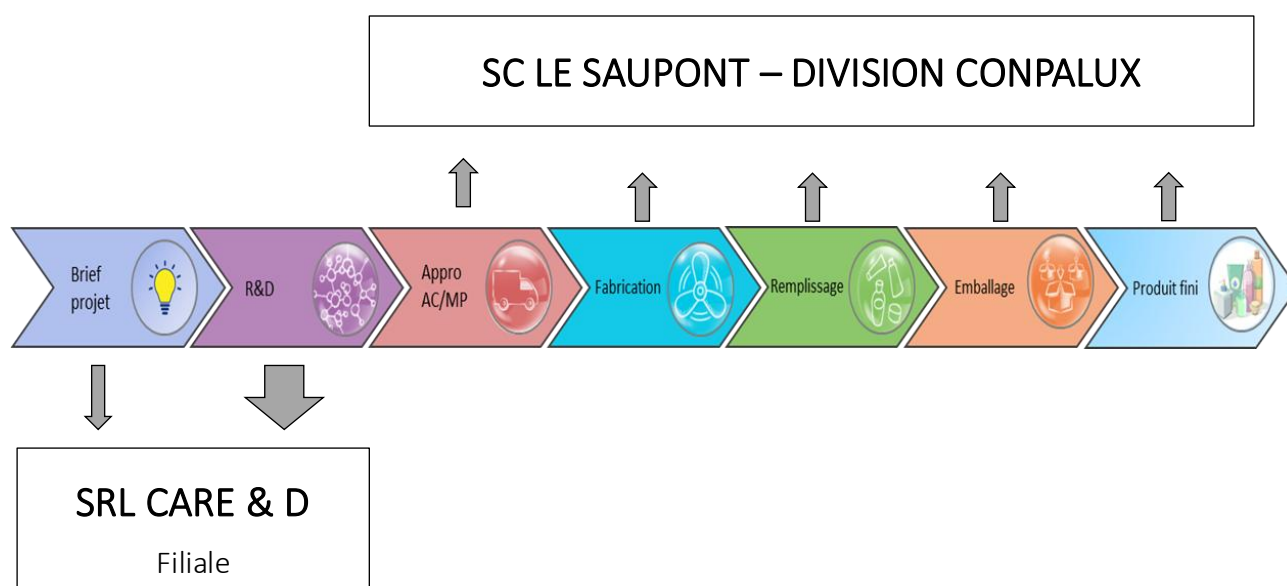 SC LE SAUPONT – DIVISION CONPALUX
Brief
projet
R&D
Appro
AC/MP
Fabrication
Remplissage
Emballage
Produit fini
SRL CARE & D
Filiale